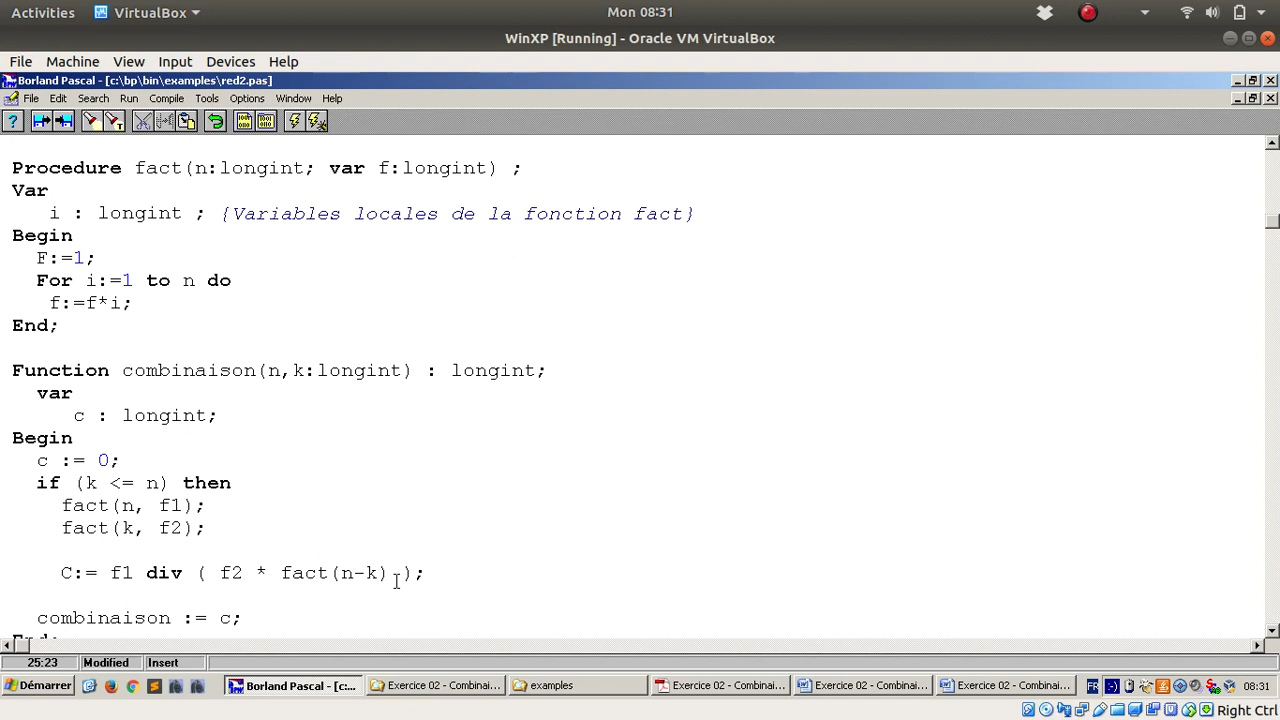 Activities VirtualBox Mon 08:31
WinXP [Running] - Oracle VM VirtualBox
File Machine View Input Devices Help
Borland Pascal - [c:\bp\bin\examples\red2.pas]
File Edit Search Run Compile Tools Options Window Help
Procedure fact(n:longint; var f:longint) ;
Var
i : longint ; {Variables locales de la fonction fact}
Begin
F:=1;
For i:=1 to n do
f:=f*i;
End;
Function combinaison(n,k:longint) : longint;
var
c : longint;
Begin
c := 0;
if (k <= n) then
fact(n, f1);
fact(k, f2);
C:= f1 div ( f2 * fact(n-k) );
combinaison := c;
End;
25:23 Modified Insert
Démarrer Borland Pascal - [c:... Exercice 02 - Combinai... examples Exercice 02 - Combinai... Exercice 02 - Combinai... Exercice 02 - Combinai... FR 08:31
Right Ctrl